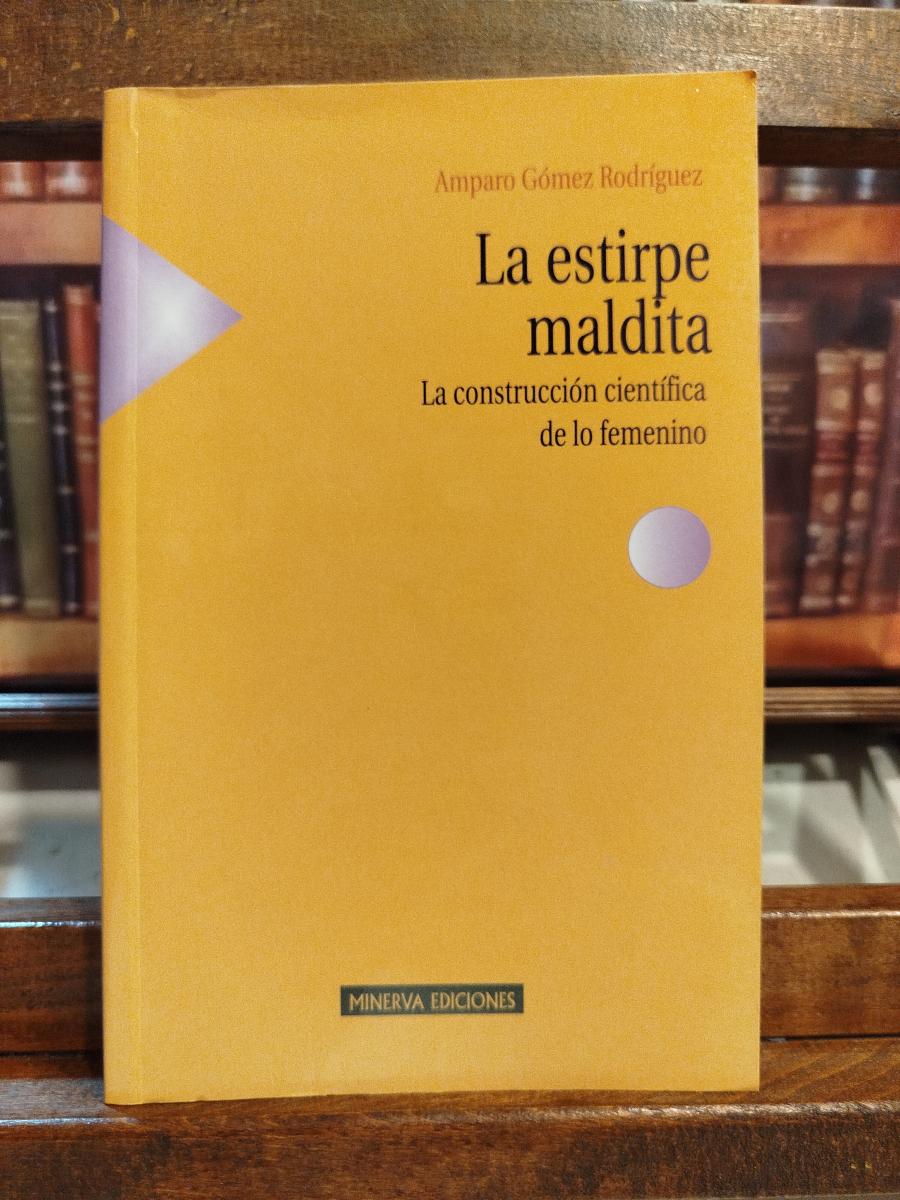 Amparo Gómez Rodríguez
La estirpe
maldita
La construcción científica
de lo femenino
MINERVA EDICIONES